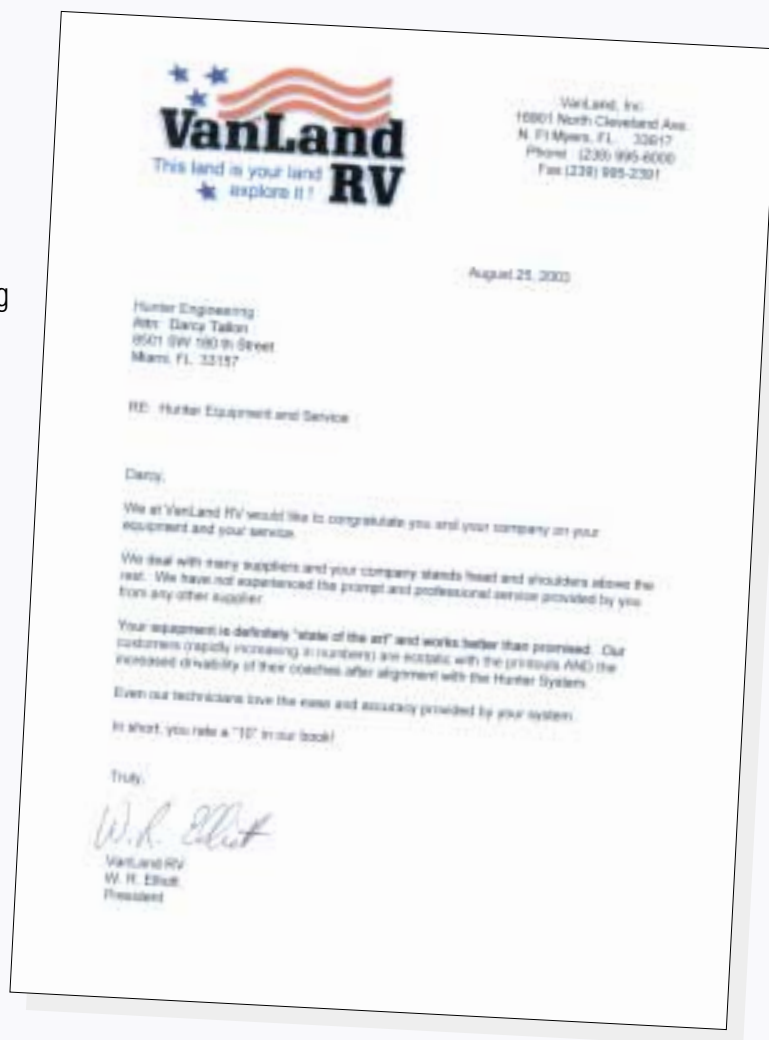 g
VanLand
RV
This land is your land
explore it !
VanLand, Inc.
16901 North Cleveland Ave.
N. Ft Myers, FL 33917
Phone (239) 995-6000
Fax (239) 995-2391
August 25, 2003
Hunter Engineering
Attn: Darcy Tallon
8501 SW 180 th Street
Miami, FL 33157
RE: Hunter Equipment and Service
Darcy,
We at VanLand RV would like to congratulate you and your company on your
equipment and your service.
We deal with many suppliers and your company stands head and shoulders above the
rest. We have not experienced the prompt and professional service provided by you
from any other supplier.
Your equipment is definitely "state of the art" and works better than promised. Our
customers (rapidly increasing in numbers) are ecstatic with the printouts AND the
increased drivability of their coaches after alignment with the Hunter System.
Even our technicians love the ease and accuracy provided by your system.
In short, you rate a "10" in our book!
Truly,
W. R. Elliott
VanLand RV
W. R. Elliott
President